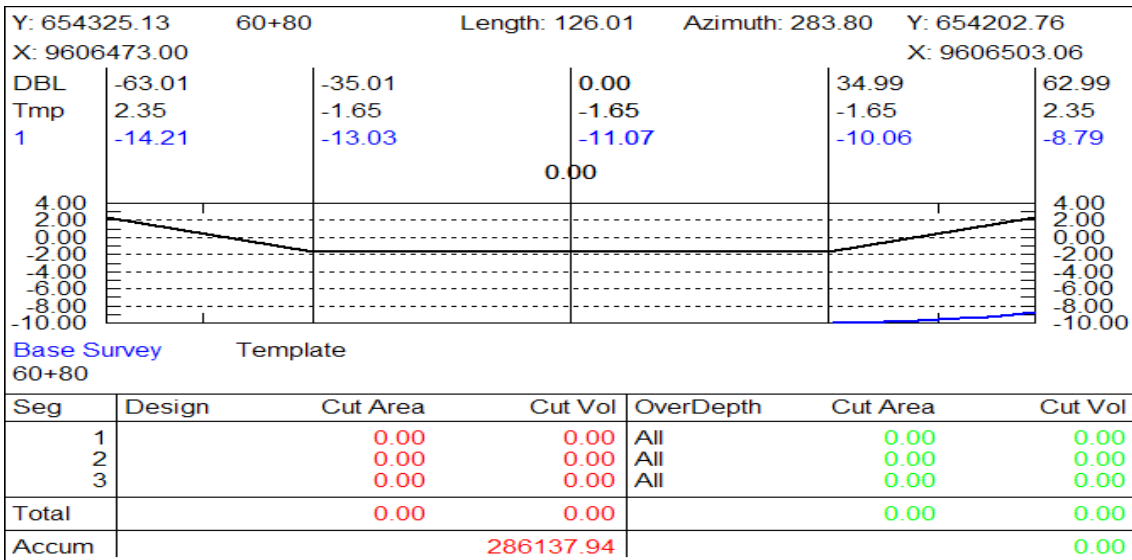 Y: 654325.13 60+80 Length: 126.01 Azimuth: 283.80 Y: 654202.76
X: 9606473.00 X: 9606503.06
DBL -63.01 -35.01 0.00 34.99 62.99
Tmp 2.35 -1.65 -1.65 -1.65 2.35
1 -14.21 -13.03 -11.07 -10.06 -8.79
0.00
4.00 4.00
2.00 2.00
0.00 0.00
-2.00 -2.00
-4.00 -4.00
-6.00 -6.00
-8.00 -8.00
-10.00 -10.00
Base Survey Template
60+80
Seg Design Cut Area Cut Vol OverDepth Cut Area Cut Vol
1 0.00 0.00 All 0.00 0.00
2 0.00 0.00 All 0.00 0.00
3 0.00 0.00 All 0.00 0.00
Total 0.00 0.00 0.00 0.00
Accum 286137.94 0.00